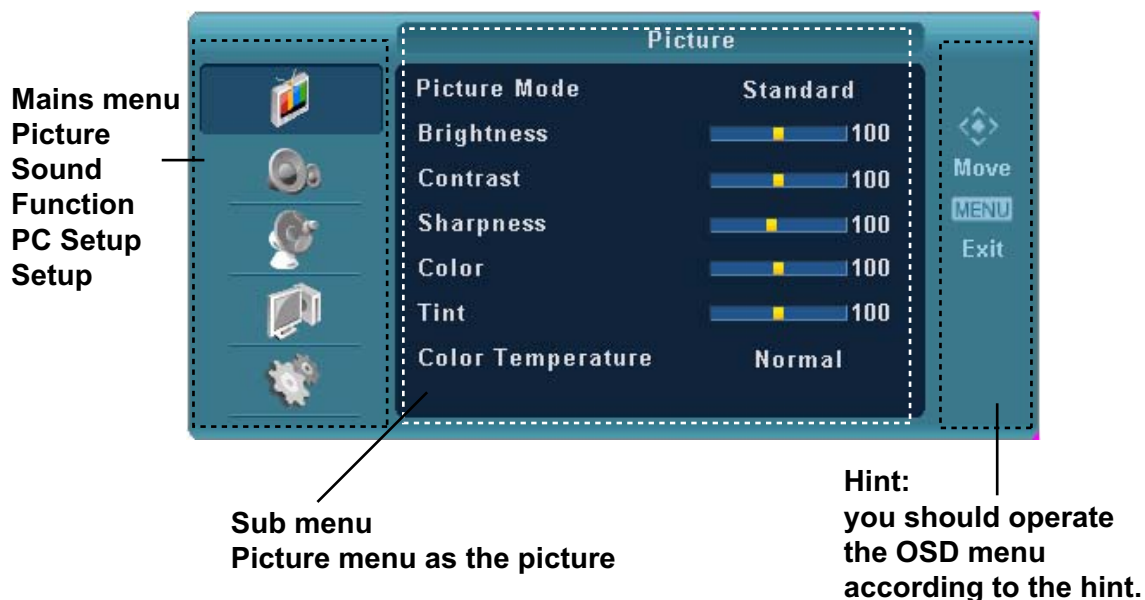 Mains menu
Picture
Sound
Function
PC Setup
Setup
Picture
Picture Mode Standard
Brightness 100
Contrast 100
Sharpness 100
Color 100
Tint 100
Color Temperature Normal
Move
MENU
Exit
Sub menu
Picture menu as the picture
Hint:
you should operate
the OSD menu
according to the hint.